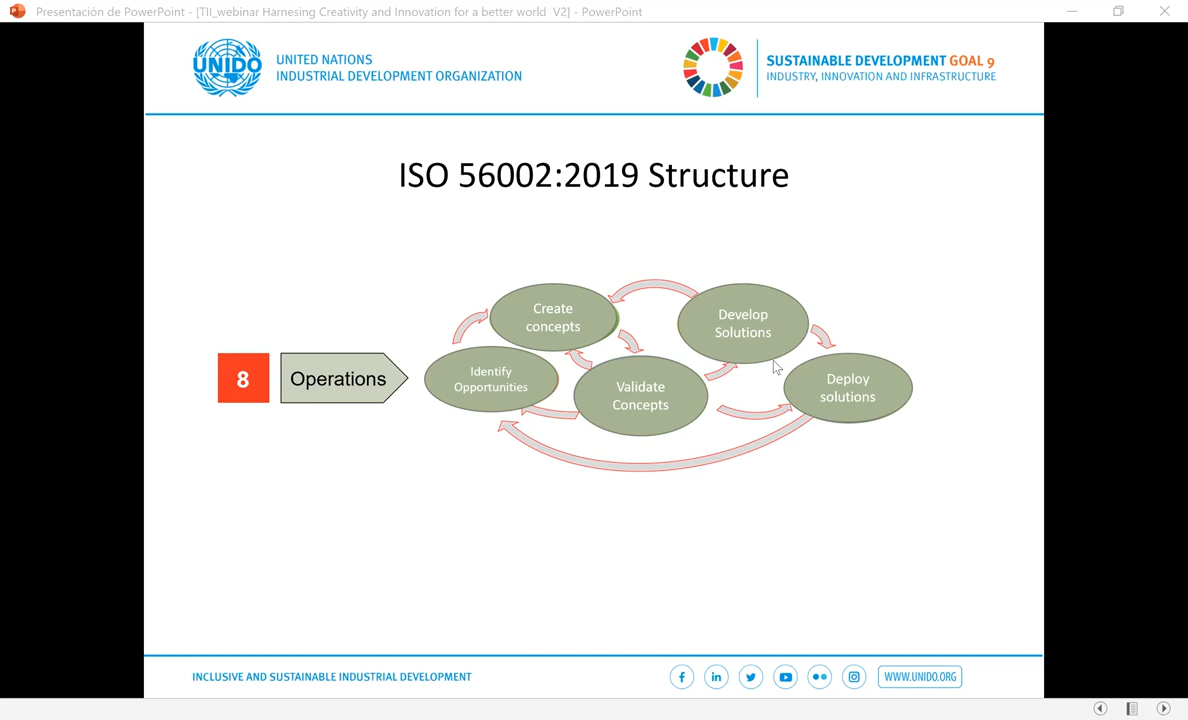 Presentación de PowerPoint - [TII_webinar Harnesing Creativity and Innovation for a better world  V2] - PowerPoint
UNIDO
UNITED NATIONS
INDUSTRIAL DEVELOPMENT ORGANIZATION
SUSTAINABLE DEVELOPMENT GOAL 9
INDUSTRY, INNOVATION AND INFRASTRUCTURE
ISO 56002:2019 Structure
8
Operations
Identify
Opportunities
Create
concepts
Validate
Concepts
Develop
Solutions
Deploy
solutions
INCLUSIVE AND SUSTAINABLE INDUSTRIAL DEVELOPMENT
WWW.UNIDO.ORG